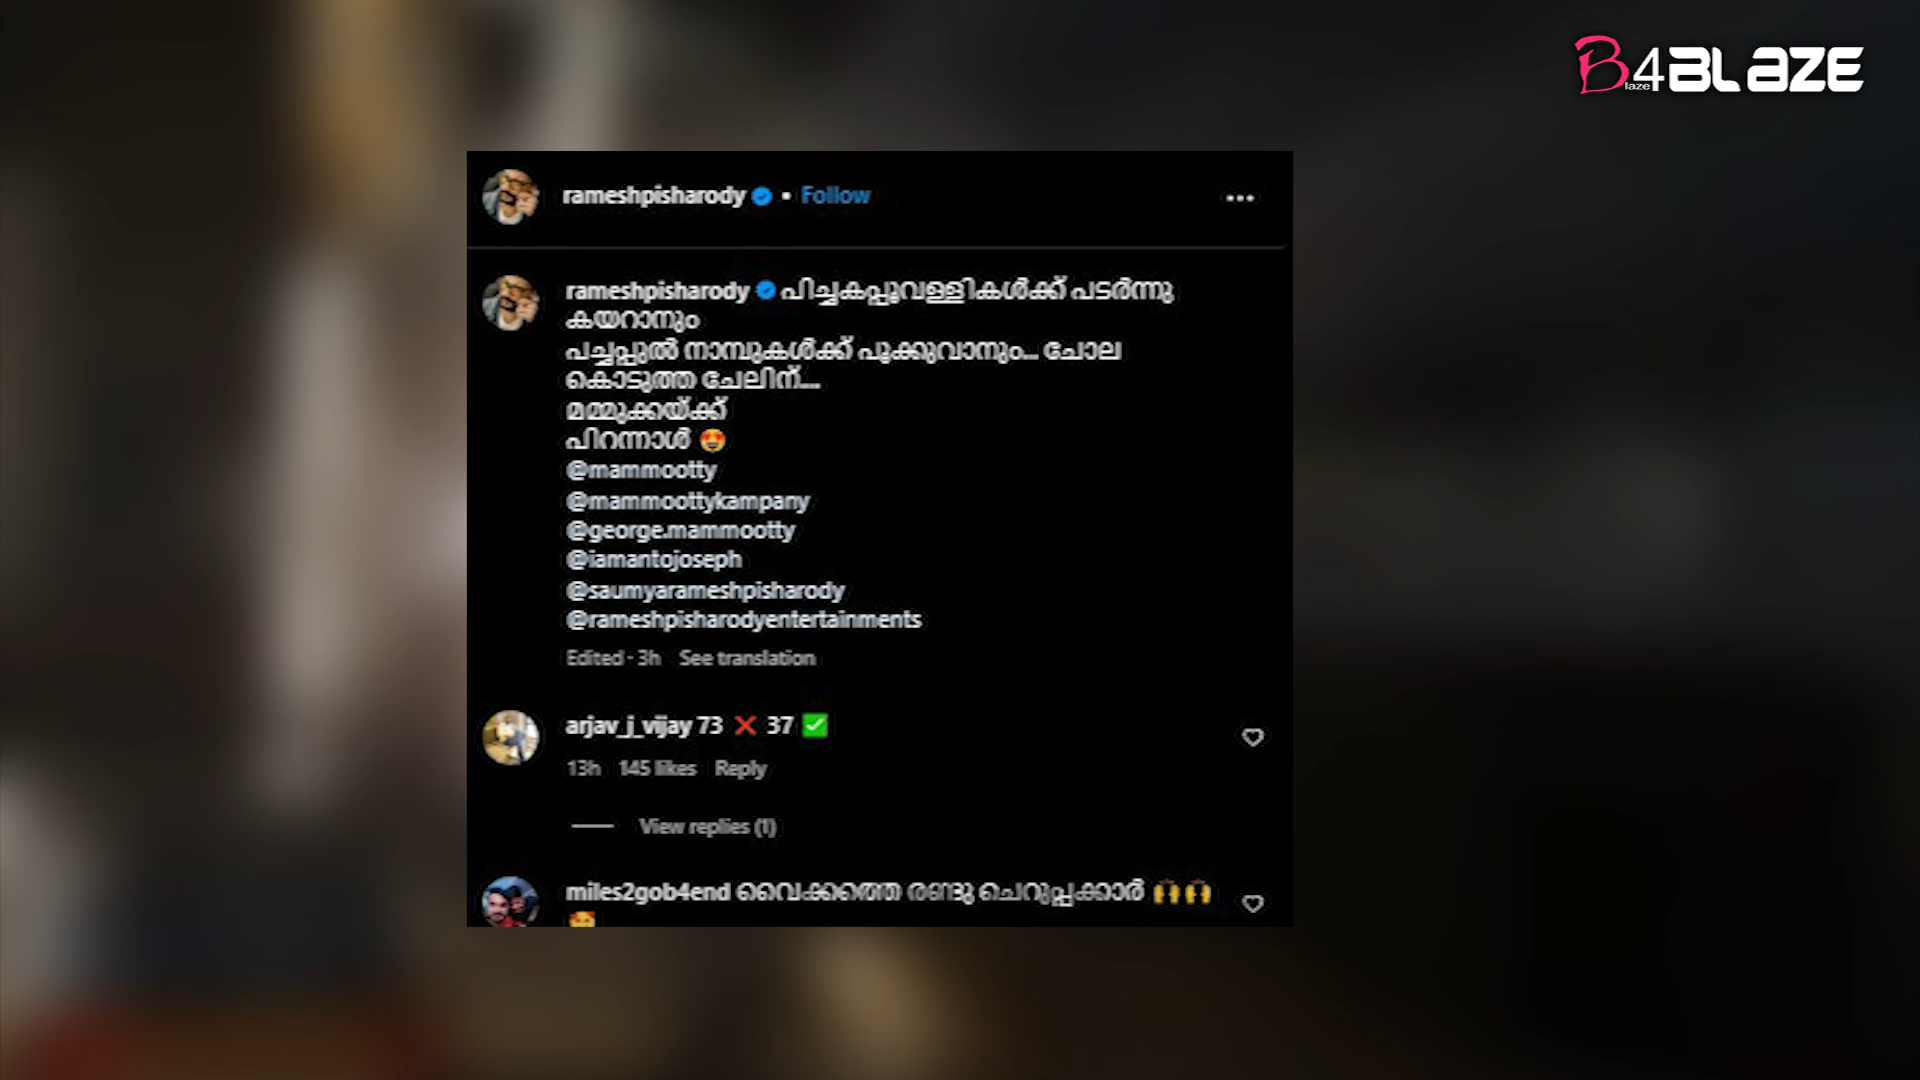 B4BLAZE
laze
rameshpisharody • Follow
rameshpisharody പിച്ചകപ്പൂവള്ളികൾക്ക് പടർന്നു
കയറാനും
പച്ചപ്പുൽ നാമ്പുകൾക്ക് പൂക്കുവാനും... ചോല
കൊടുത്ത ചേലിന്....
മമ്മുക്കയ്ക്ക്
പിറന്നാൾ 😍
@mammootty
@mammoottykampany
@george.mammootty
@iamantojoseph
@saumyarameshpisharody
@rameshpisharodyentertainments
Edited · 3h See translation
arjav_j_vijay 73 ❌ 37 ✅
13h 145 likes Reply
View replies (1)
miles2gob4end വൈക്കത്തെ രണ്ടു ചെറുപ്പക്കാർ 🙌🙌